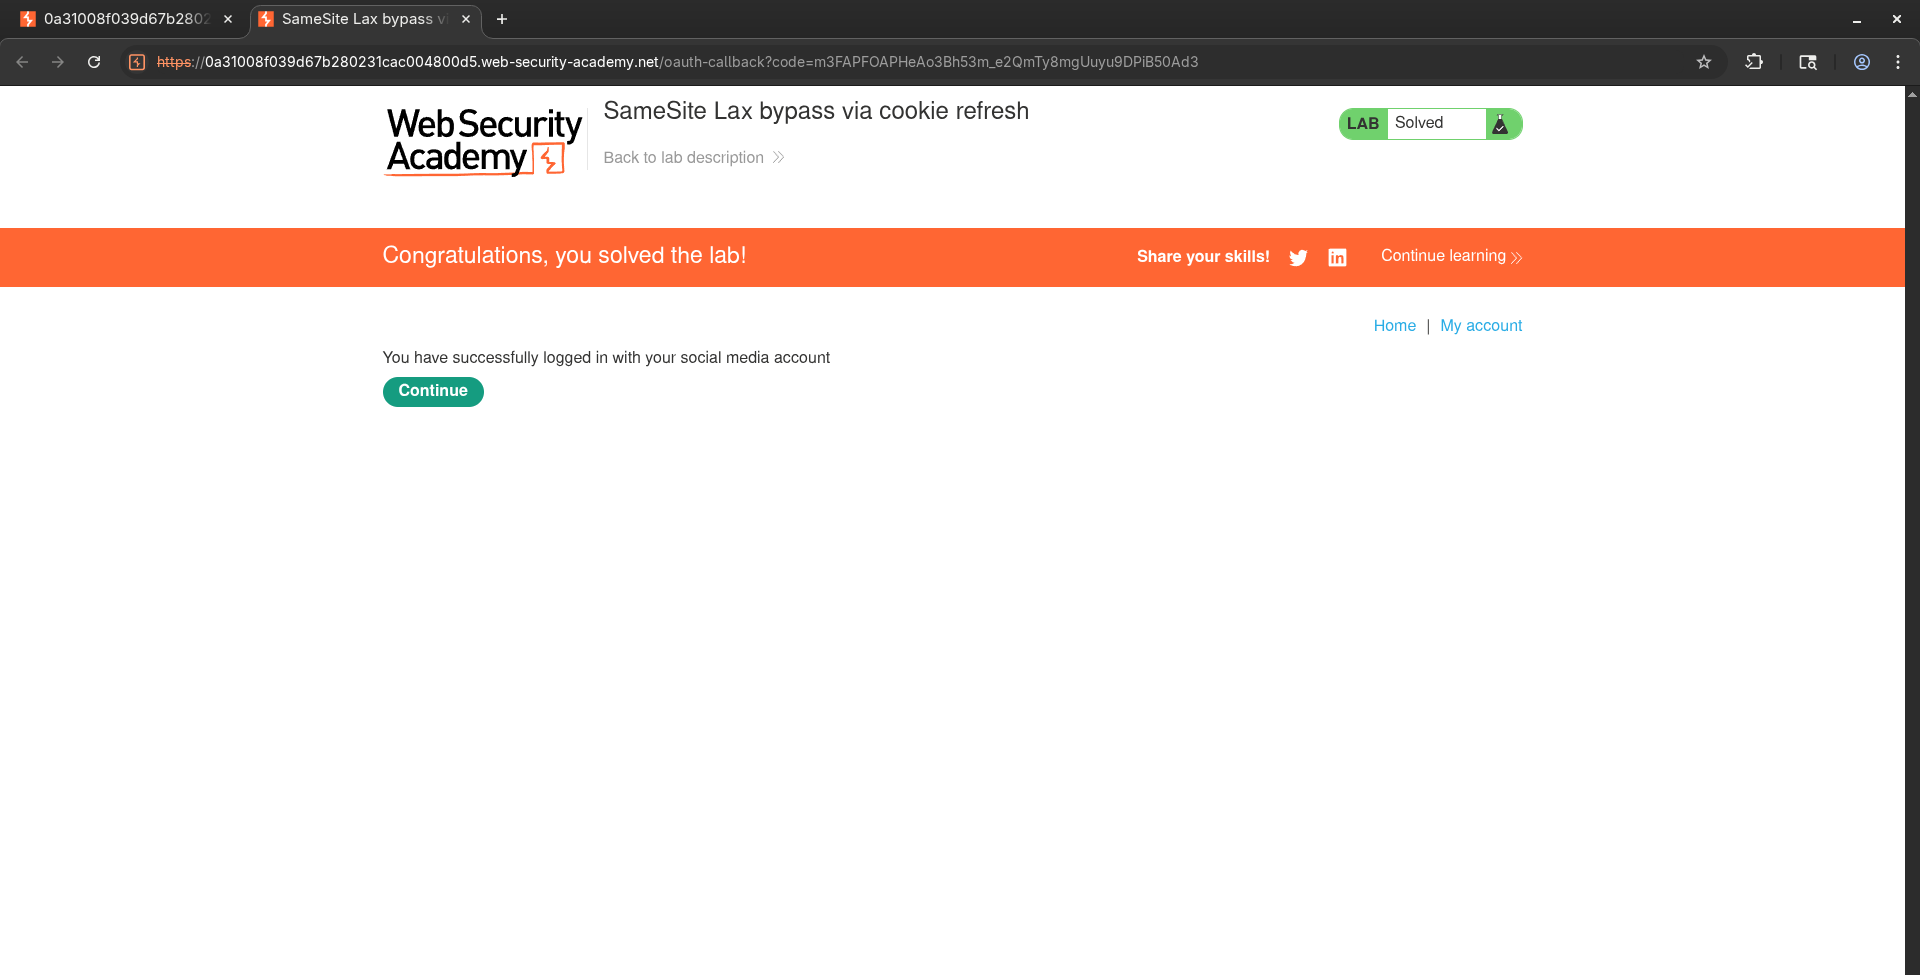 0a31008f039d67b2802
SameSite Lax bypass vi
https://0a31008f039d67b280231cac004800d5.web-security-academy.net/oauth-callback?code=m3FAPFOAPHeAo3Bh53m_e2QmTy8mgUuyu9DPiB50Ad3
WebSecurity
Academy
SameSite Lax bypass via cookie refresh
Back to lab description
LAB Solved
Congratulations, you solved the lab!
Share your skills!
Continue learning
Home | My account
You have successfully logged in with your social media account
Continue